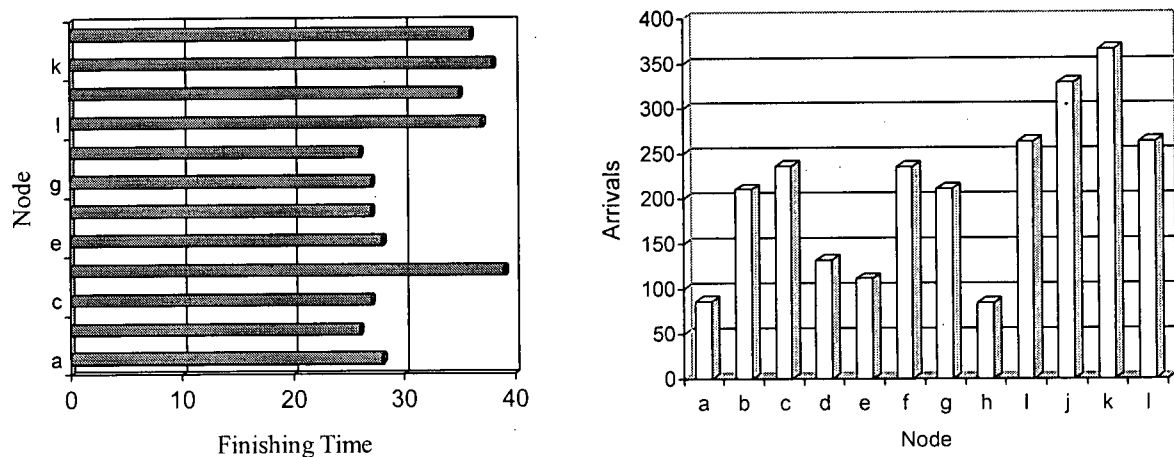 k
l
g
e
c
a
Node
0 10 20 30 40
Finishing Time
400
350
300
250
200
150
100
50
0
Arrivals
a b c d e f g h I j k l
Node